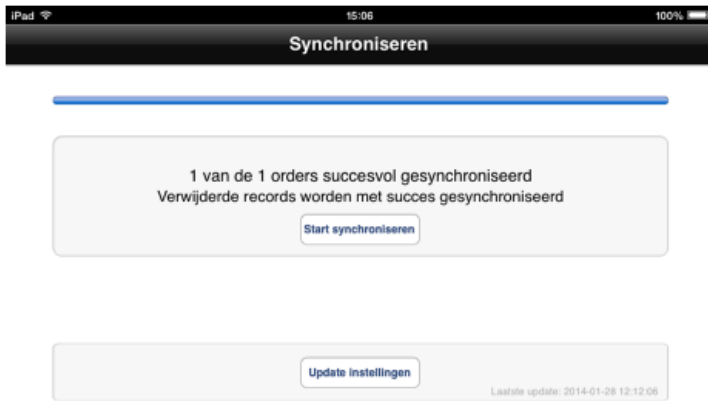 iPad 15:06 100%
Synchroniseren
1 van de 1 orders succesvol gesynchroniseerd
Verwijderde records worden met succes gesynchroniseerd
Start synchroniseren
Update instellingen
Laatste update: 2014-01-28 12:12:06